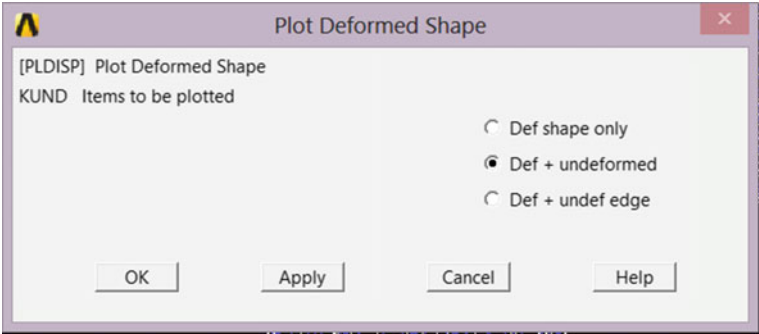 Plot Deformed Shape
[PLDISP] Plot Deformed Shape
KUND Items to be plotted
Def shape only
Def + undeformed
Def + undef edge
OK Apply Cancel Help